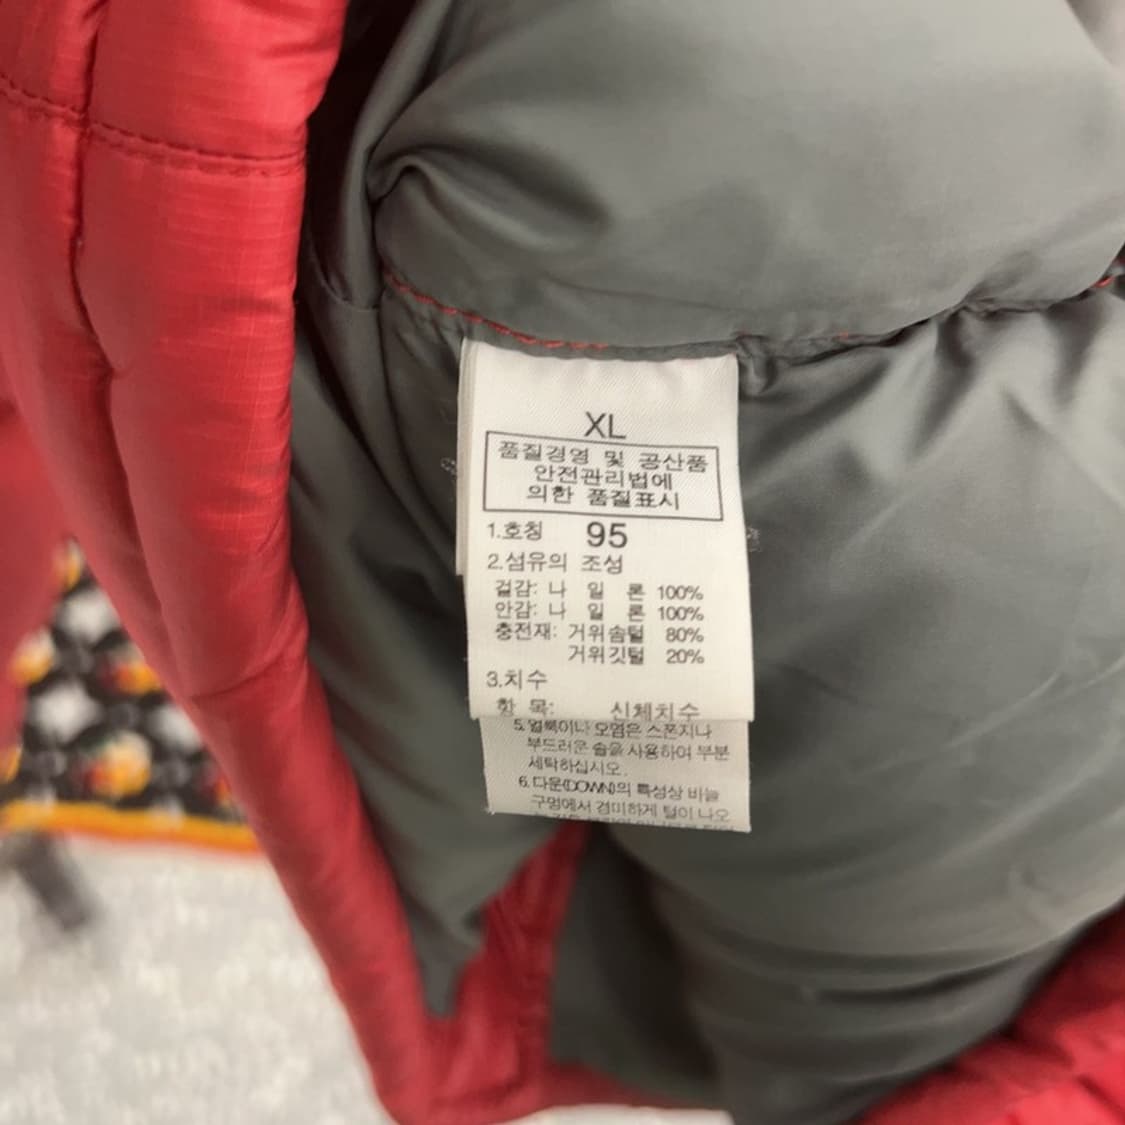 XL
품질경영 및 공산품
안전관리법에
의한 품질표시
1.호칭 95
2.섬유의 조성
겉감: 나 일 론 100%
안감: 나 일 론 100%
충전재: 거위솜털 80%
거위깃털 20%
3.치수
항 목: 신체치수
5. 얼룩이나 오염은 스폰지나
부드러운 솔을 사용하여 부분
세탁하십시오.
6. 다운(DOWN)의 특성상 바늘
구멍에서 경미하게 털이 나오